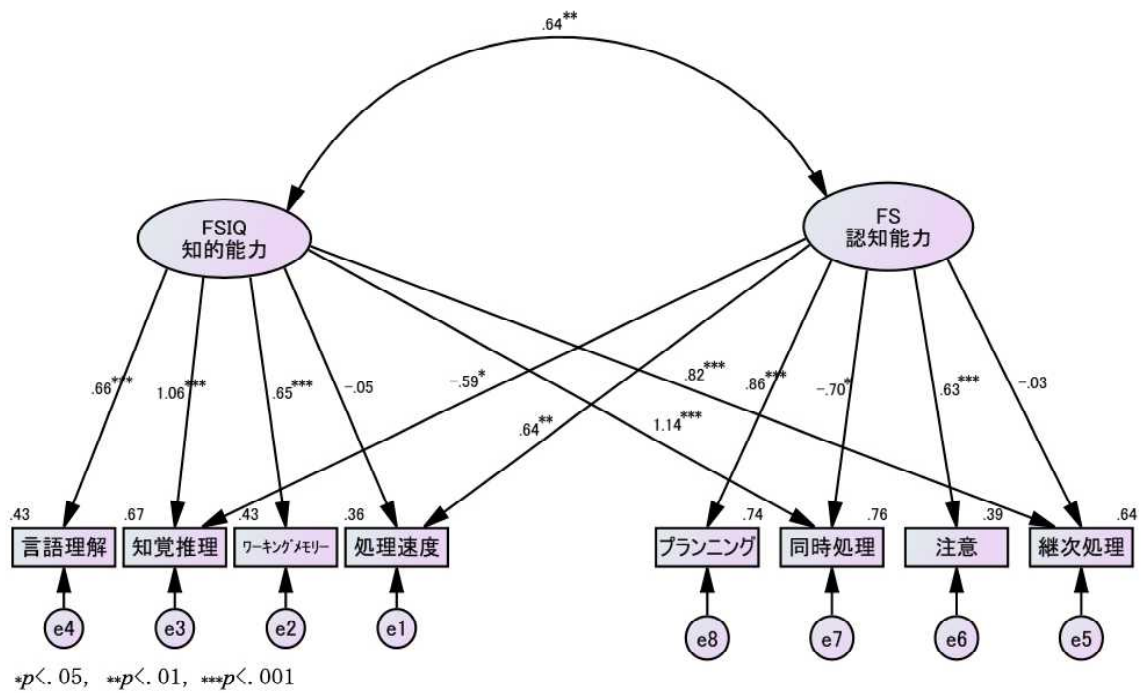 .64**
FSIQ
知的能力
FS
認知能力
.66***
1.06***
.65***
-.05
-.59*
.64**
1.14***
.82***
.86***
-.70*
.63***
-.03
.43
.67
.43
.36
.74
.76
.39
.64
言語理解
知覚推理
ワーキングメモリー
処理速度
プランニング
同時処理
注意
継次処理
e4
e3
e2
e1
e8
e7
e6
e5
*p<.05, **p<.01, ***p<.001